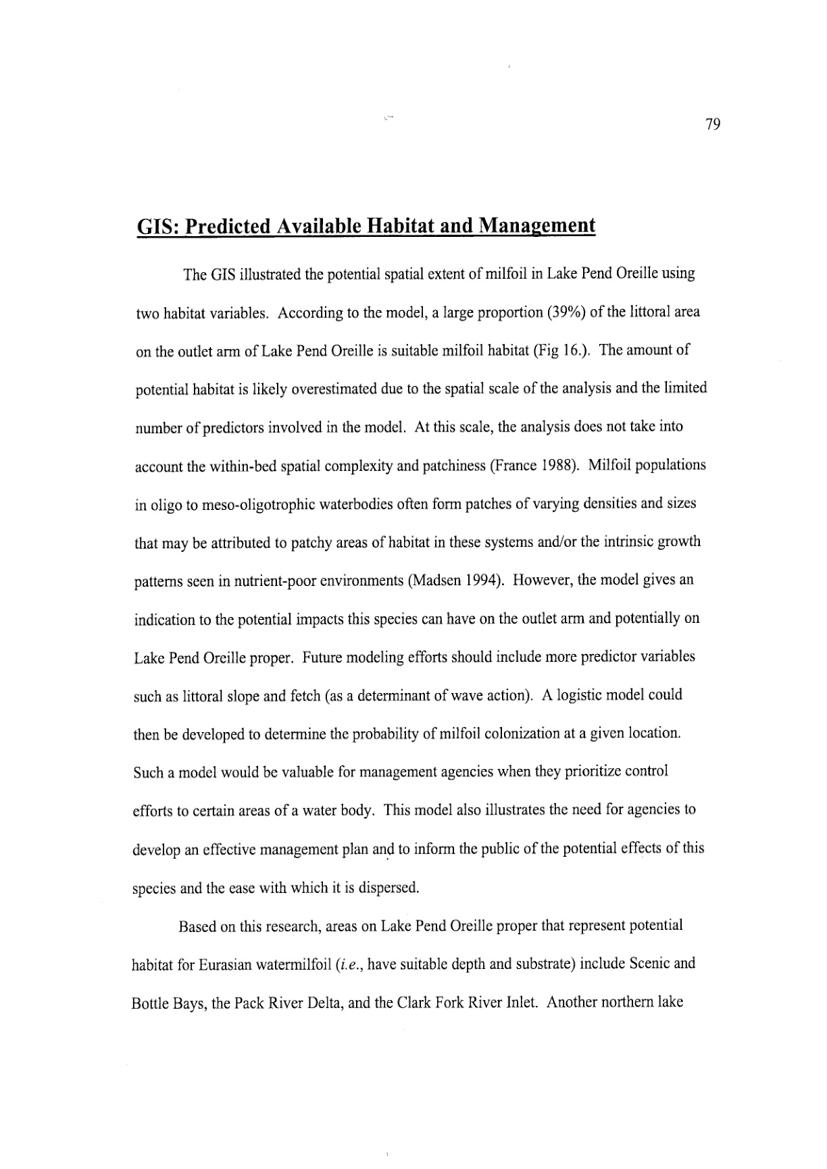 79
GIS: Predicted Available Habitat and Management
The GIS illustrated the potential spatial extent of milfoil in Lake Pend Oreille using
two habitat variables. According to the model, a large proportion (39%) of the littoral area
on the outlet arm of Lake Pend Oreille is suitable milfoil habitat (Fig 16.). The amount of
potential habitat is likely overestimated due to the spatial scale of the analysis and the limited
number of predictors involved in the model. At this scale, the analysis does not take into
account the within-bed spatial complexity and patchiness (France 1988). Milfoil populations
in oligo to meso-oligotrophic waterbodies often form patches of varying densities and sizes
that may be attributed to patchy areas of habitat in these systems and/or the intrinsic growth
patterns seen in nutrient-poor environments (Madsen 1994). However, the model gives an
indication to the potential impacts this species can have on the outlet arm and potentially on
Lake Pend Oreille proper. Future modeling efforts should include more predictor variables
such as littoral slope and fetch (as a determinant of wave action). A logistic model could
then be developed to determine the probability of milfoil colonization at a given location.
Such a model would be valuable for management agencies when they prioritize control
efforts to certain areas of a water body. This model also illustrates the need for agencies to
develop an effective management plan and to inform the public of the potential effects of this
species and the ease with which it is dispersed.
Based on this research, areas on Lake Pend Oreille proper that represent potential
habitat for Eurasian watermilfoil (i.e., have suitable depth and substrate) include Scenic and
Bottle Bays, the Pack River Delta, and the Clark Fork River Inlet. Another northern lake